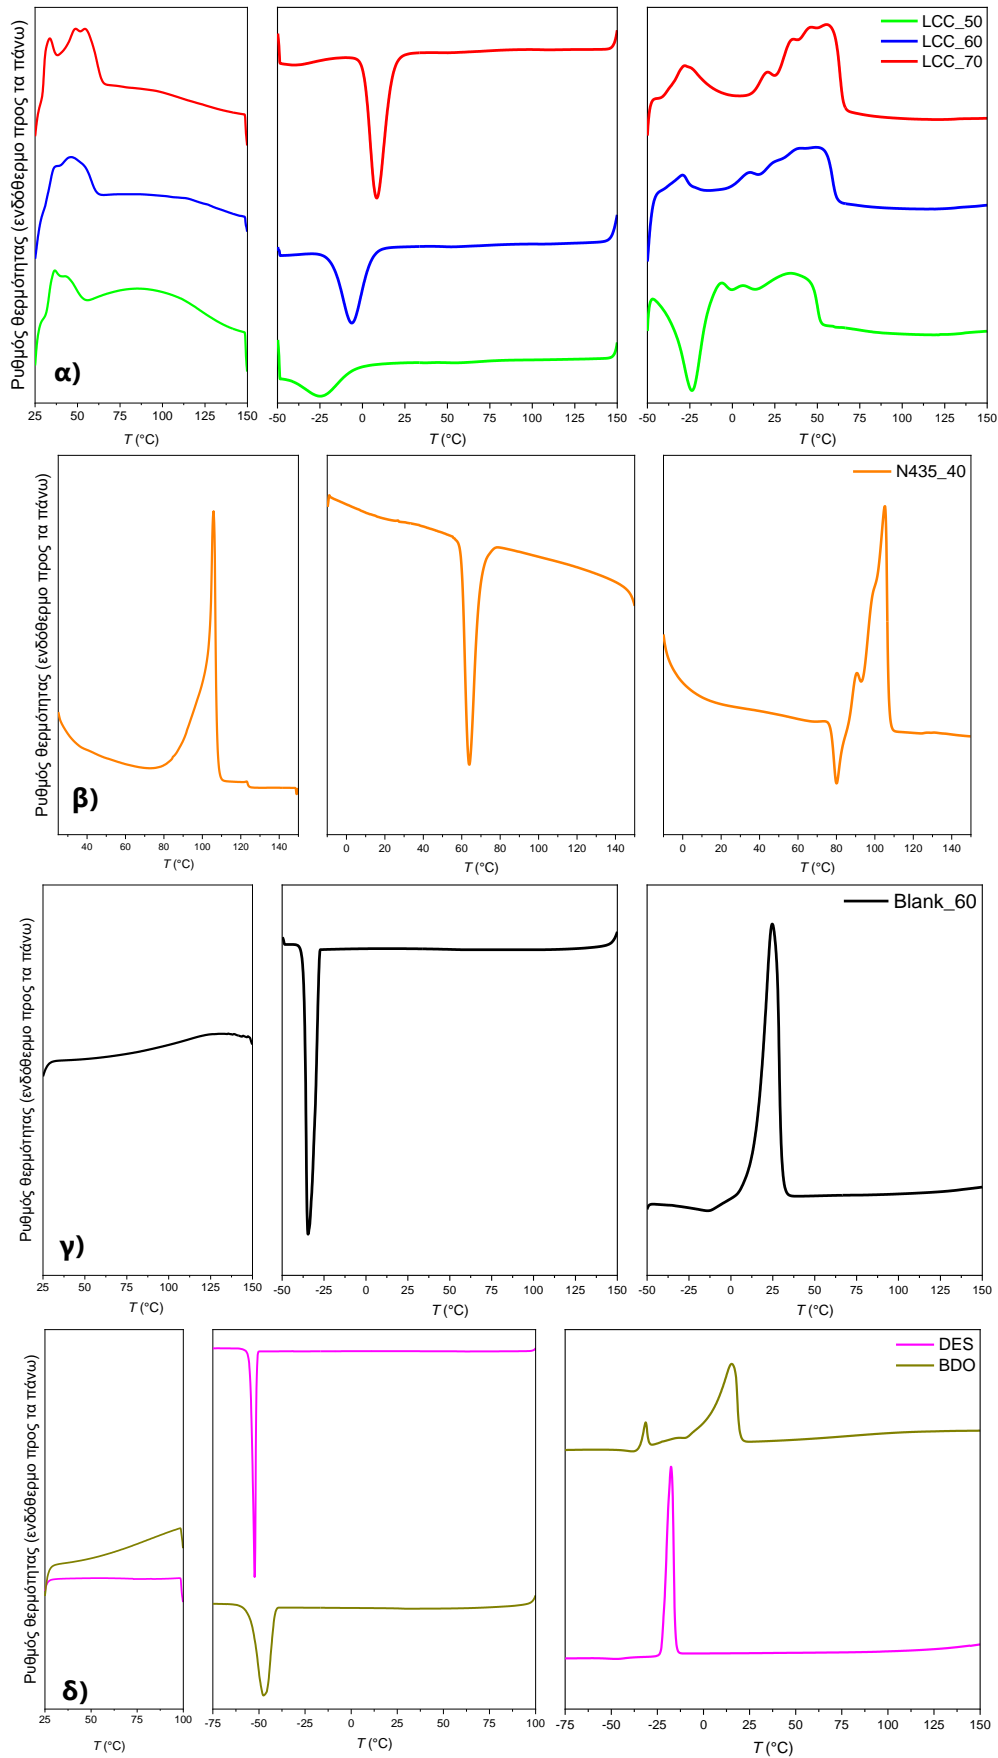 Ρυθμός θερμότητας (ενδόθερμο προς τα πάνω)
LCC_50
LCC_60
LCC_70
α)
25 50 75 100 125 150
-50 -25 0 25 50 75 100 125 150
-50 -25 0 25 50 75 100 125 150
T (°C)
T (°C)
T (°C)
Ρυθμός θερμότητας (ενδόθερμο προς τα πάνω)
N435_40
β)
40 60 80 100 120 140
0 20 40 60 80 100 120 140
0 20 40 60 80 100 120 140
T (°C)
T (°C)
T (°C)
Ρυθμός θερμότητας (ενδόθερμο προς τα πάνω)
Blank_60
γ)
25 50 75 100 125 150
-50 -25 0 25 50 75 100 125 150
-50 -25 0 25 50 75 100 125 150
T (°C)
T (°C)
T (°C)
Ρυθμός θερμότητας (ενδόθερμο προς τα πάνω)
DES
BDO
δ)
25 50 75 100
-75 -50 -25 0 25 50 75 100
-75 -50 -25 0 25 50 75 100 125 150
T (°C)
T (°C)
T (°C)